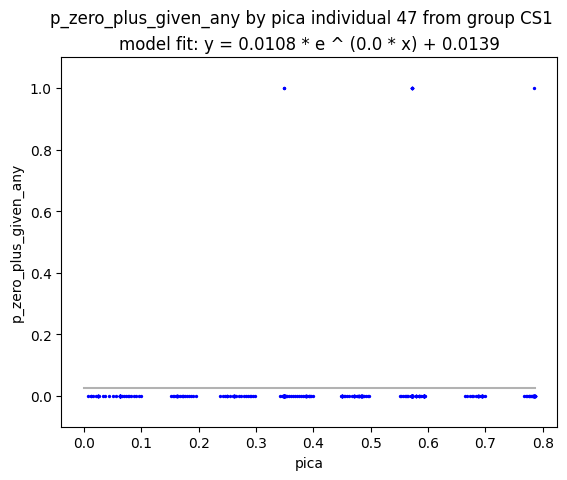 p_zero_plus_given_any by pica individual 47 from group CS1
model fit: y = 0.0108 * e ^ (0.0 * x) + 0.0139
1.0
0.8
0.6
0.4
0.2
0.0
p_zero_plus_given_any
0.0 0.1 0.2 0.3 0.4 0.5 0.6 0.7 0.8
pica